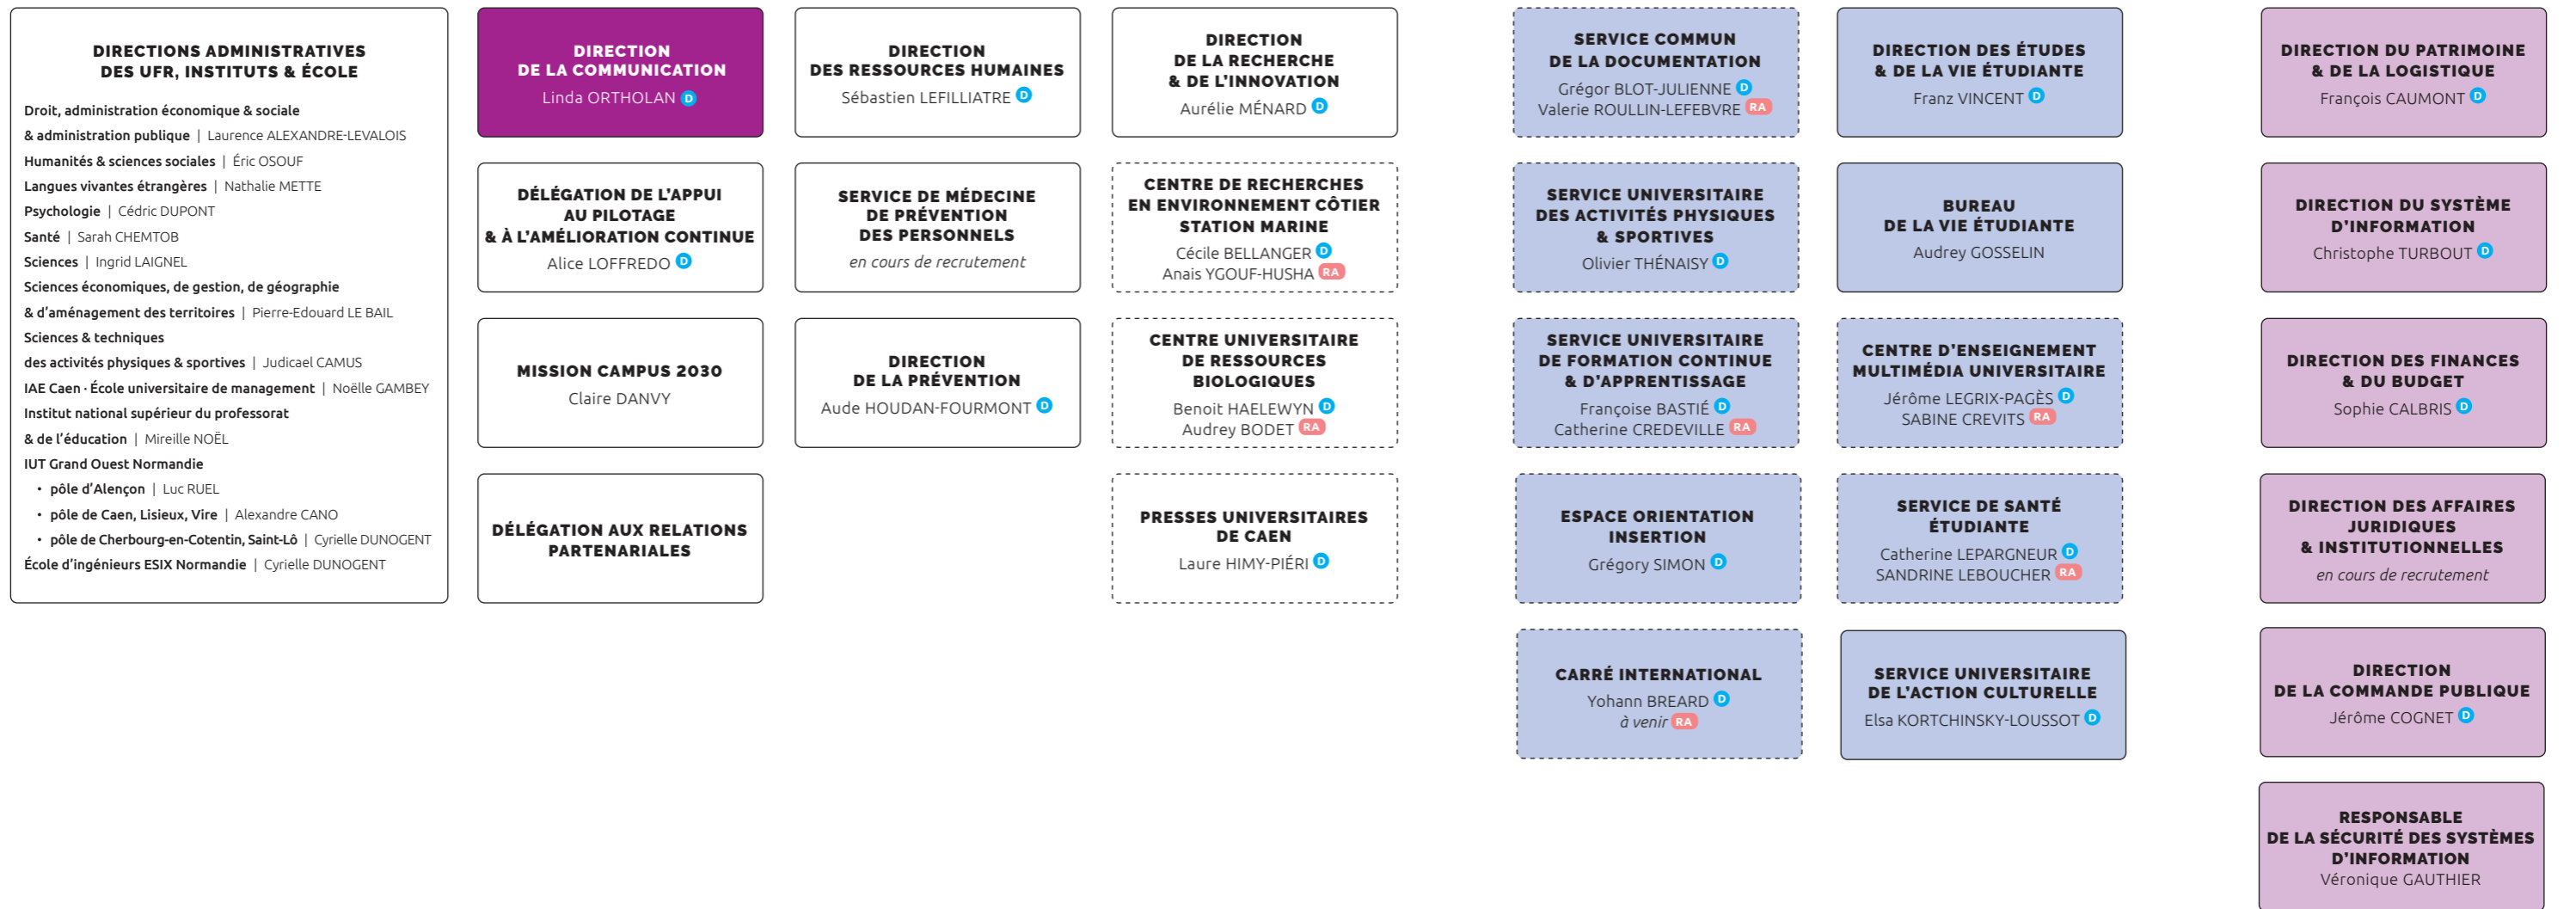 DIRECTIONS ADMINISTRATIVES
DES UFR, INSTITUTS & ÉCOLE
Droit, administration économique & sociale
& administration publique | Laurence ALEXANDRE-LEVALOIS
Humanités & sciences sociales | Éric OSOUF
Langues vivantes étrangères | Nathalie METTE
Psychologie | Cédric DUPONT
Santé | Sarah CHEMTOB
Sciences | Ingrid LAIGNEL
Sciences économiques, de gestion, de géographie
& d'aménagement des territoires | Pierre-Edouard LE BAIL
Sciences & techniques
des activités physiques & sportives | Judicael CAMUS
IAE Caen · École universitaire de management | Noëlle GAMBEY
Institut national supérieur du professorat
& de l'éducation | Mireille NOËL
IUT Grand Ouest Normandie
• pôle d'Alençon | Luc RUEL
• pôle de Caen, Lisieux, Vire | Alexandre CANO
• pôle de Cherbourg-en-Cotentin, Saint-Lô | Cyrielle DUNOGENT
École d'ingénieurs ESIX Normandie | Cyrielle DUNOGENT
DIRECTION
DE LA COMMUNICATION
Linda ORTHOLAN D
DÉLÉGATION DE L'APPUI
AU PILOTAGE
& À L'AMÉLIORATION CONTINUE
Alice LOFFREDO D
MISSION CAMPUS 2030
Claire DANVY
DÉLÉGATION AUX RELATIONS
PARTENARIALES
DIRECTION
DES RESSOURCES HUMAINES
Sébastien LEFILLIATRE D
SERVICE DE MÉDECINE
DE PRÉVENTION
DES PERSONNELS
en cours de recrutement
DIRECTION
DE LA PRÉVENTION
Aude HOUDAN-FOURMONT D
DIRECTION
DE LA RECHERCHE
& DE L'INNOVATION
Aurélie MÉNARD D
CENTRE DE RECHERCHES
EN ENVIRONNEMENT CÔTIER
STATION MARINE
Cécile BELLANGER D
Anais YGOUF-HUSHA RA
CENTRE UNIVERSITAIRE
DE RESSOURCES
BIOLOGIQUES
Benoit HAELEWYN D
Audrey BODET RA
PRESSES UNIVERSITAIRES
DE CAEN
Laure HIMY-PIÉRI D
SERVICE COMMUN
DE LA DOCUMENTATION
Grégor BLOT-JULIENNE D
Valerie ROULLIN-LEFEBVRE RA
SERVICE UNIVERSITAIRE
DES ACTIVITÉS PHYSIQUES
& SPORTIVES
Olivier THÉNAISY D
SERVICE UNIVERSITAIRE
DE FORMATION CONTINUE
& D'APPRENTISSAGE
Françoise BASTIÉ D
Catherine CREDEVILLE RA
ESPACE ORIENTATION
INSERTION
Grégory SIMON D
CARRÉ INTERNATIONAL
Yohann BREARD D
à venir RA
DIRECTION DES ÉTUDES
& DE LA VIE ÉTUDIANTE
Franz VINCENT D
BUREAU
DE LA VIE ÉTUDIANTE
Audrey GOSSELIN
CENTRE D'ENSEIGNEMENT
MULTIMÉDIA UNIVERSITAIRE
Jérôme LEGRIX-PAGÈS D
SABINE CREVITS RA
SERVICE DE SANTÉ
ÉTUDIANTE
Catherine LEPARGNEUR D
SANDRINE LEBOUCHER RA
SERVICE UNIVERSITAIRE
DE L'ACTION CULTURELLE
Elsa KORTCHINSKY-LOUSSOT D
DIRECTION DU PATRIMOINE
& DE LA LOGISTIQUE
François CAUMONT D
DIRECTION DU SYSTÈME
D'INFORMATION
Christophe TURBOUT D
DIRECTION DES FINANCES
& DU BUDGET
Sophie CALBRIS D
DIRECTION DES AFFAIRES
JURIDIQUES
& INSTITUTIONNELLES
en cours de recrutement
DIRECTION
DE LA COMMANDE PUBLIQUE
Jérôme COGNET D
RESPONSABLE
DE LA SÉCURITÉ DES SYSTÈMES
D'INFORMATION
Véronique GAUTHIER